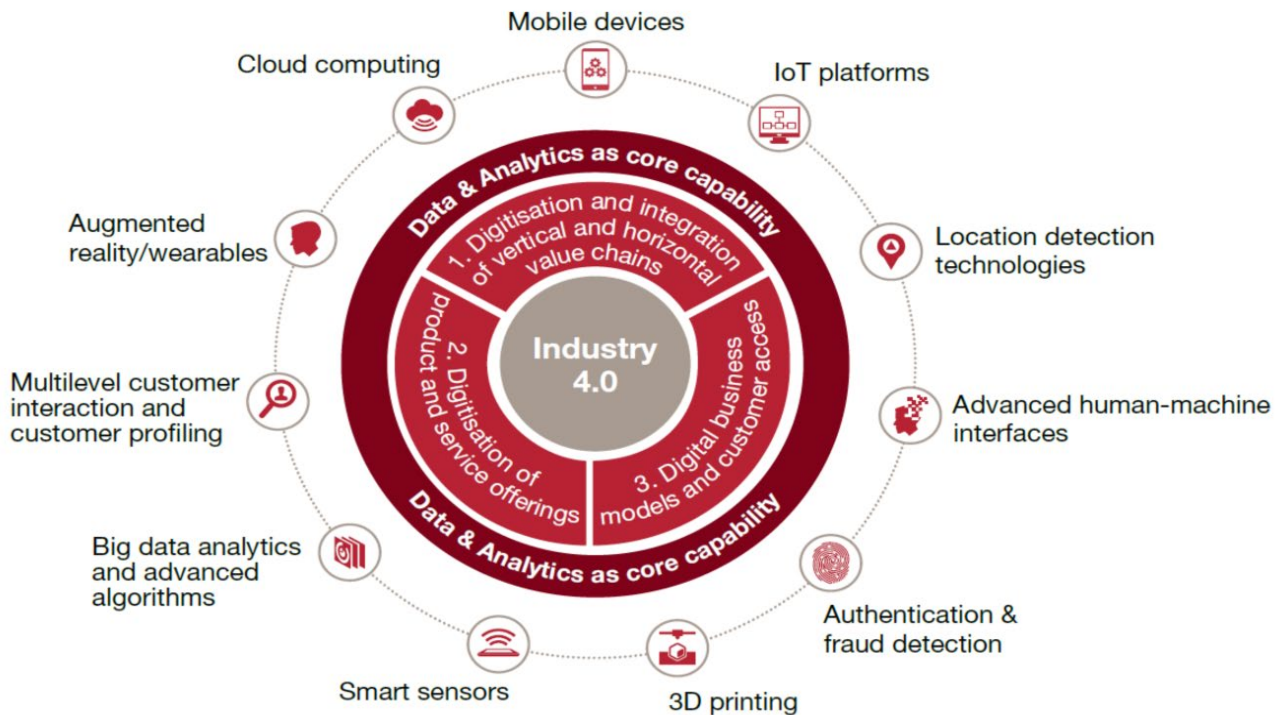 Mobile devices
Cloud computing
IoT platforms
Data & Analytics as core capability
1. Digitisation and integration
of vertical and horizontal
value chains
Augmented
reality/wearables
Location detection
technologies
Industry
4.0
2. Digitisation of
product and service offerings
3. Digital business
models and customer access
Multilevel customer
interaction and
customer profiling
Advanced human-machine
interfaces
Data & Analytics as core capability
Big data analytics
and advanced
algorithms
Authentication &
fraud detection
Smart sensors
3D printing